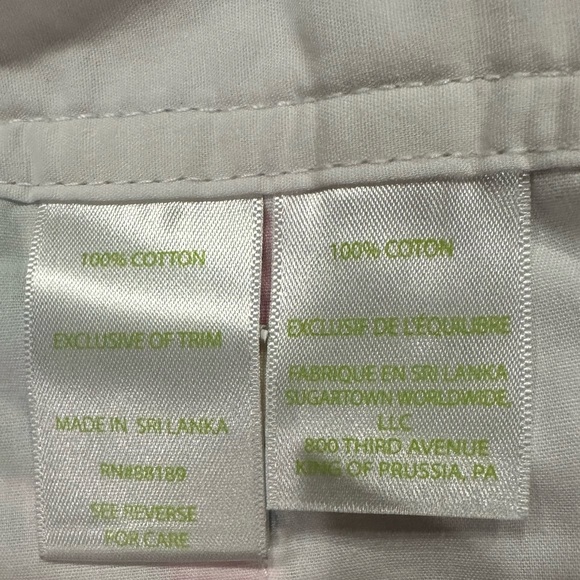 100% COTTON
EXCLUSIVE OF TRIM
MADE IN SRI LANKA
RN#88189
SEE REVERSE
FOR CARE
100% COTON
EXCLUSIF DE L'ÉQUILIBRE
FABRIQUE EN SRI LANKA
SUGARTOWN WORLDWIDE,
LLC
800 THIRD AVENUE
KING OF PRUSSIA, PA